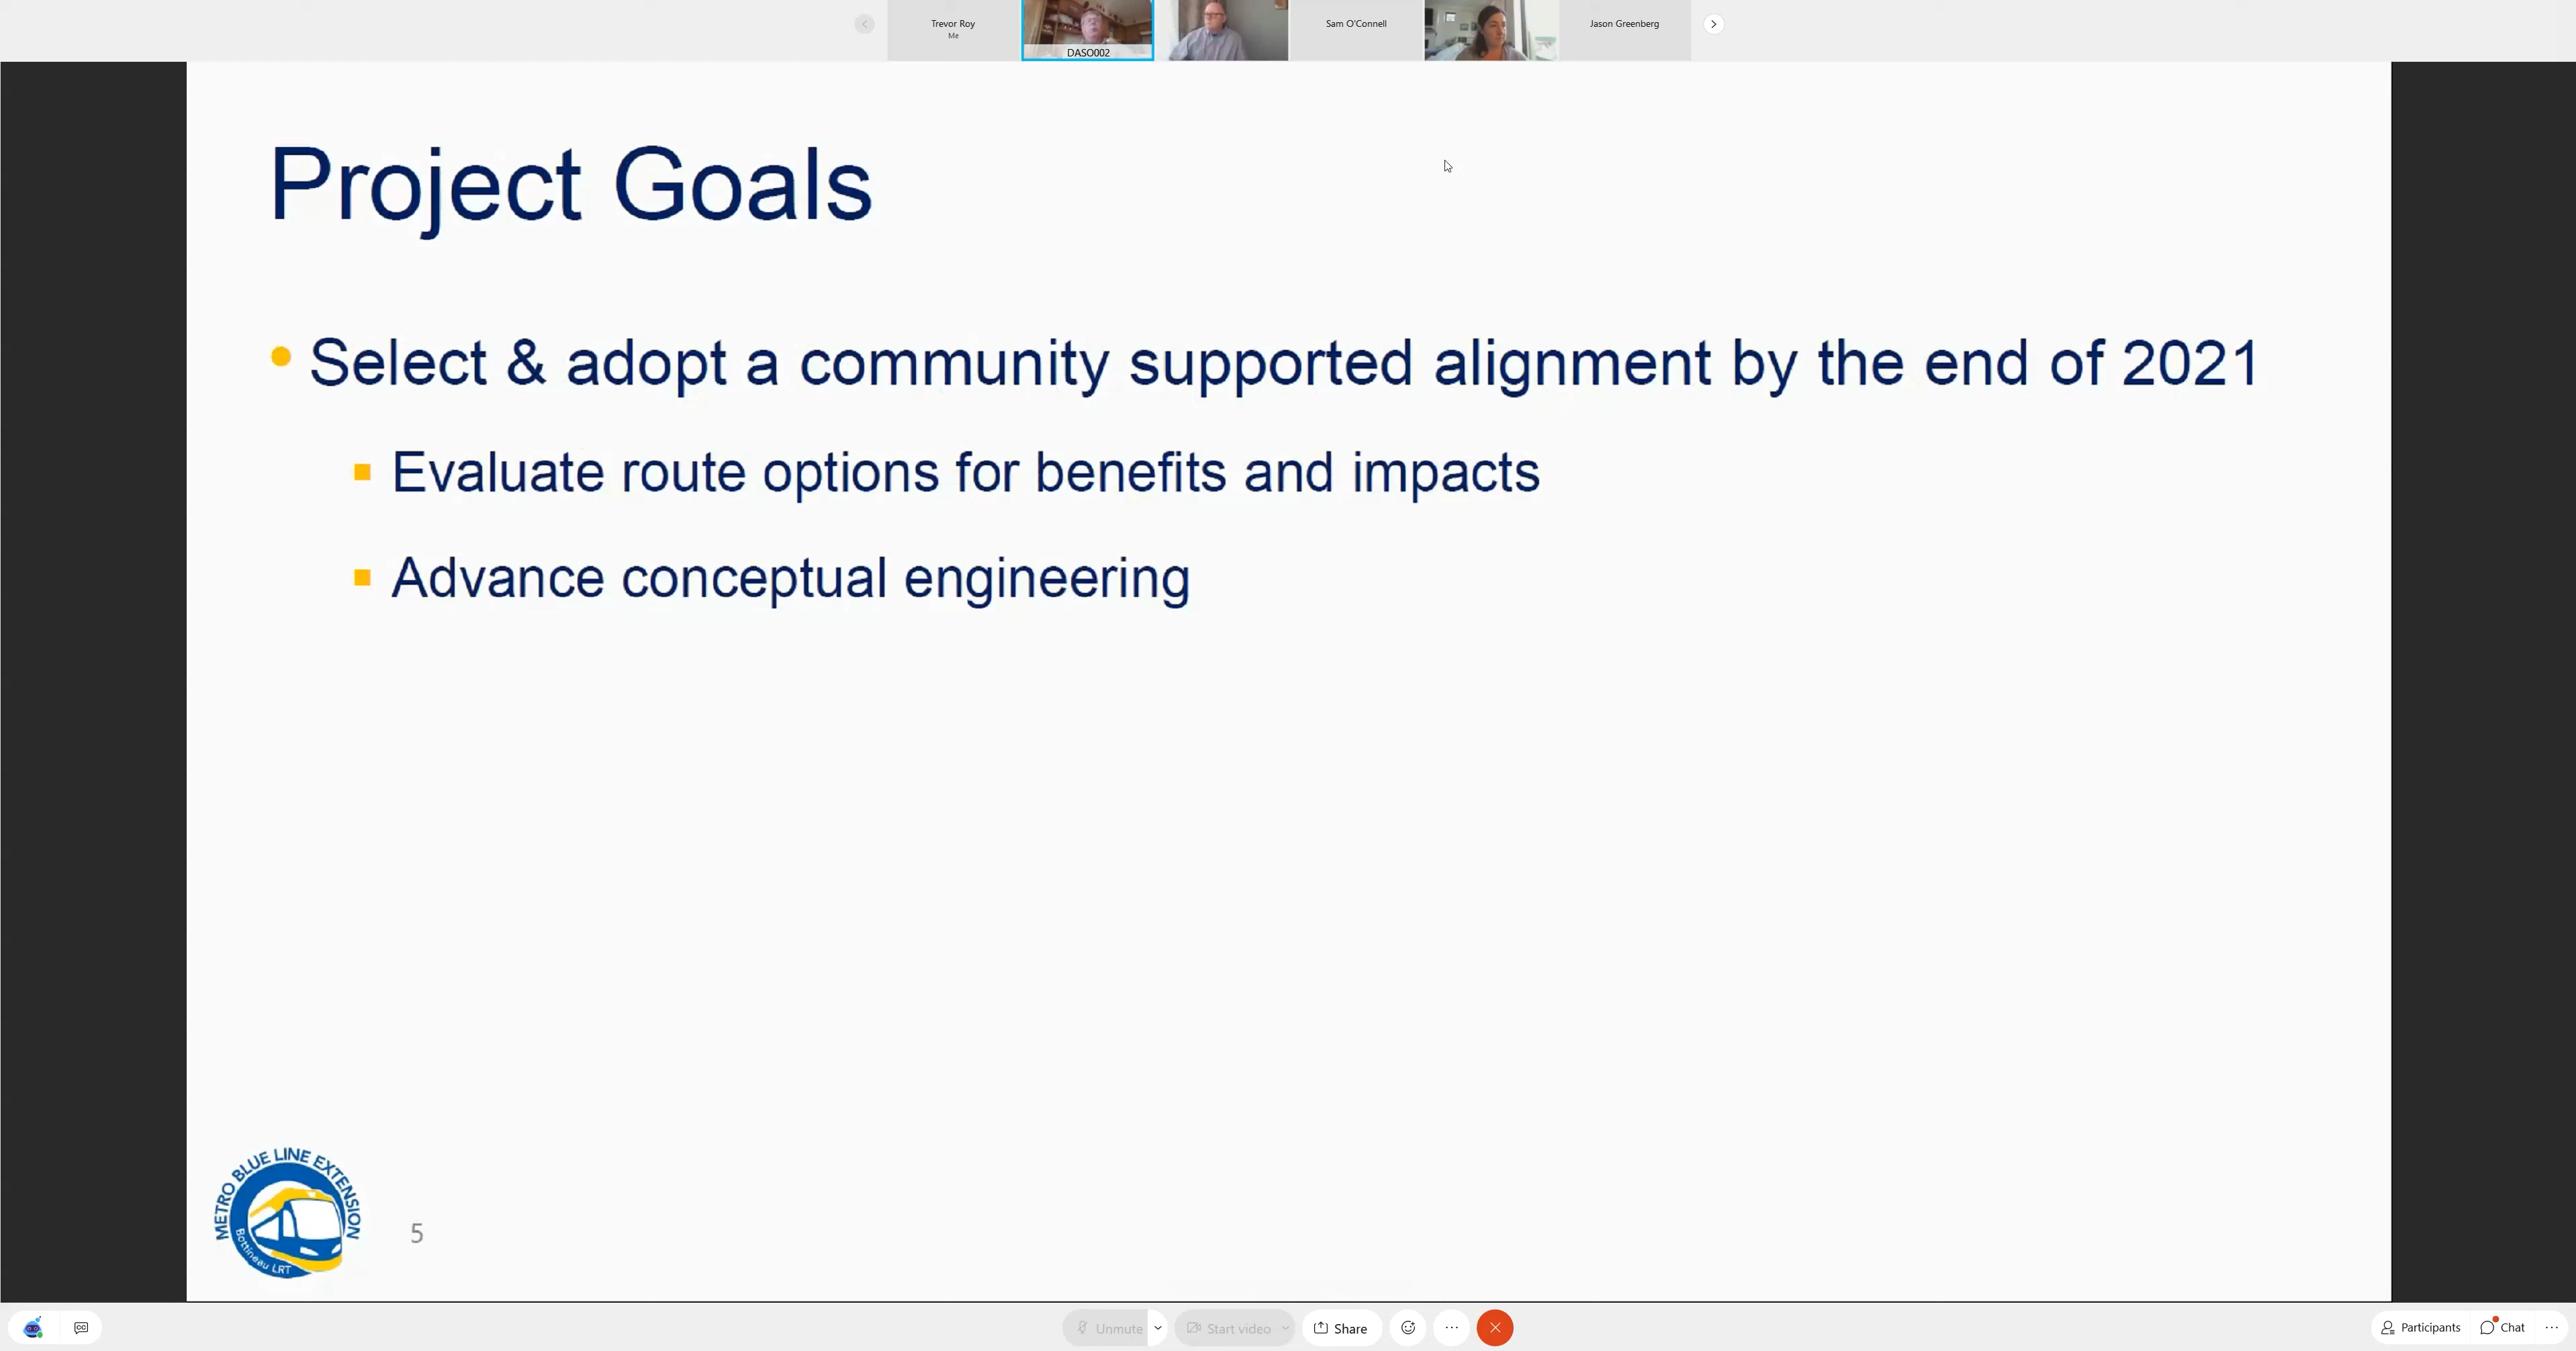 Trevor Roy
Me
DASO002
Sam O'Connell
Jason Greenberg
Project Goals
Select & adopt a community supported alignment by the end of 2021
Evaluate route options for benefits and impacts
Advance conceptual engineering
METRO BLUE LINE EXTENSION
Bottineau LRT
5
Unmute
Start video
Share
Participants
Chat